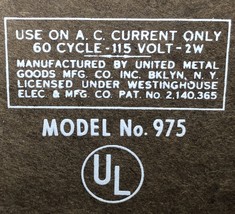 USE ON A. C. CURRENT ONLY
60 CYCLE - 115 VOLT - 2W
MANUFACTURED BY UNITED METAL
GOODS MFG. CO. INC. BKLYN, N. Y.
LICENSED UNDER WESTINGHOUSE
ELEC & MFG. CO. PAT. No. 2,140,365
MODEL No. 975
UL